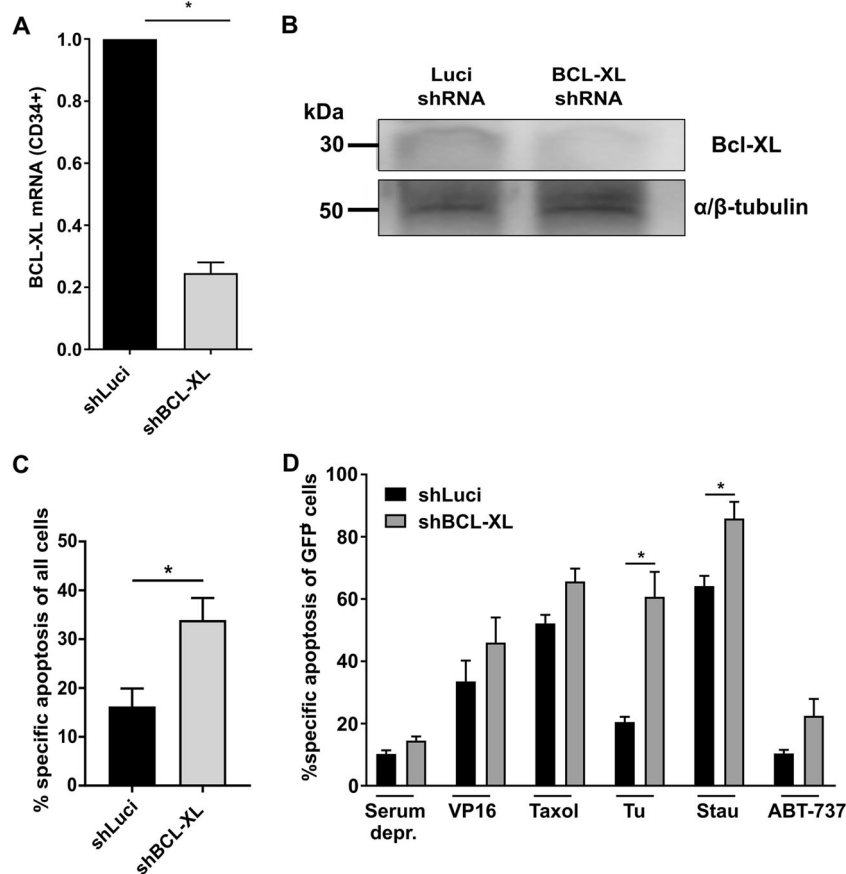 A
*
BCL-XL mRNA (CD34+)
1.0
0.8
0.6
0.4
0.2
0.0
shLuci
shBCL-XL
B
Luci
shRNA
BCL-XL
shRNA
kDa
30
Bcl-XL
50
α/β-tubulin
C
% specific apoptosis of all cells
50
40
30
20
10
0
*
shLuci
shBCL-XL
D
%specific apoptosis of GFP+ cells
100
80
60
40
20
0
shLuci
shBCL-XL
*
*
Serum
depr.
VP16
Taxol
Tu
Stau
ABT-737